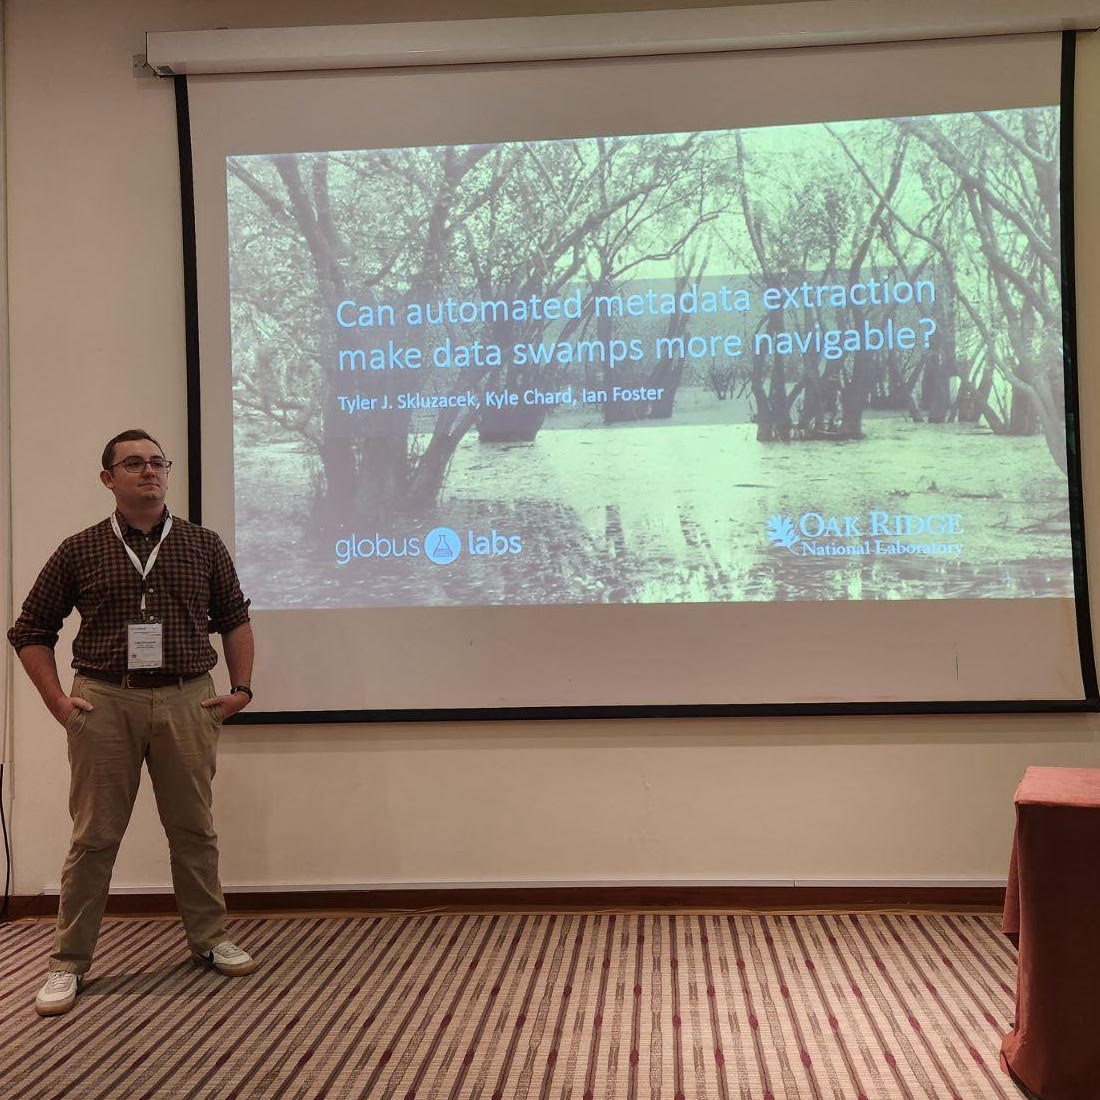 Can automated metadata extraction
make data swamps more navigable?
Tyler J. Skluzacek, Kyle Chard, Ian Foster
globus labs
OAK RIDGE
National Laboratory